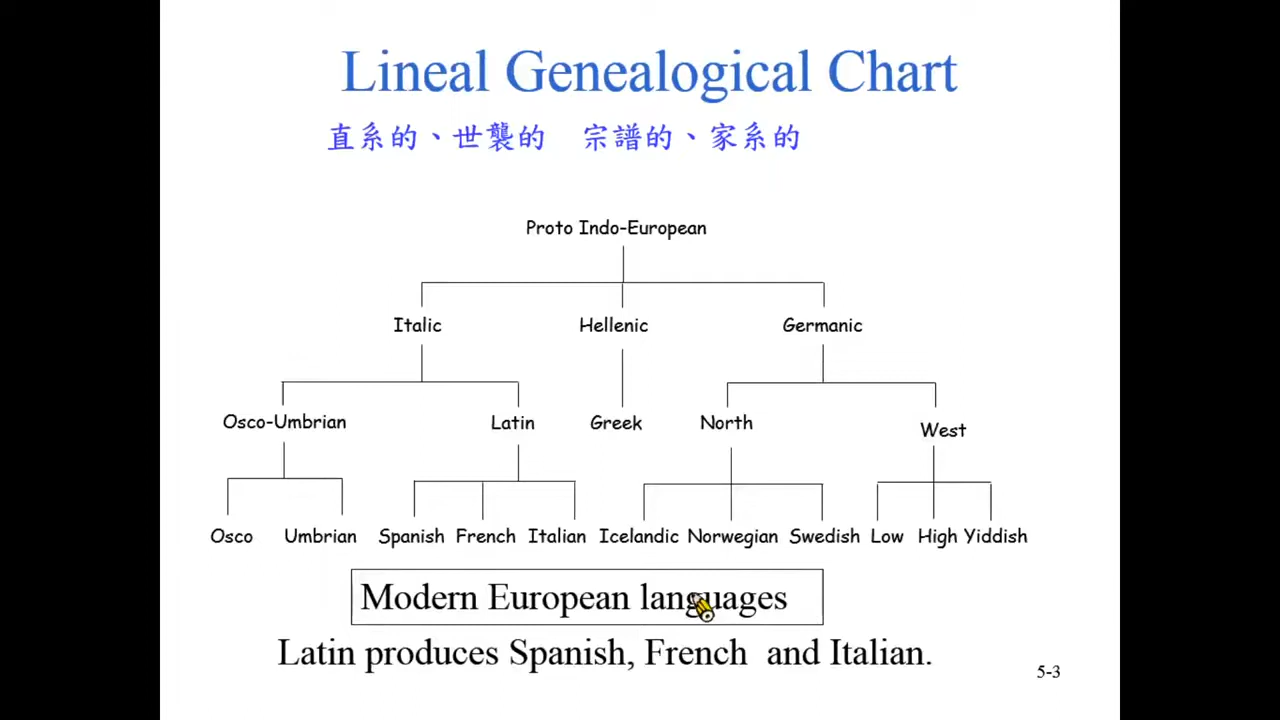 Lineal Genealogical Chart
直系的、世襲的 宗譜的、家系的
Proto Indo-European
Italic Hellenic Germanic
Osco-Umbrian Latin Greek North West
Osco Umbrian Spanish French Italian Icelandic Norwegian Swedish Low High Yiddish
Modern European languages
Latin produces Spanish, French and Italian.
5-3